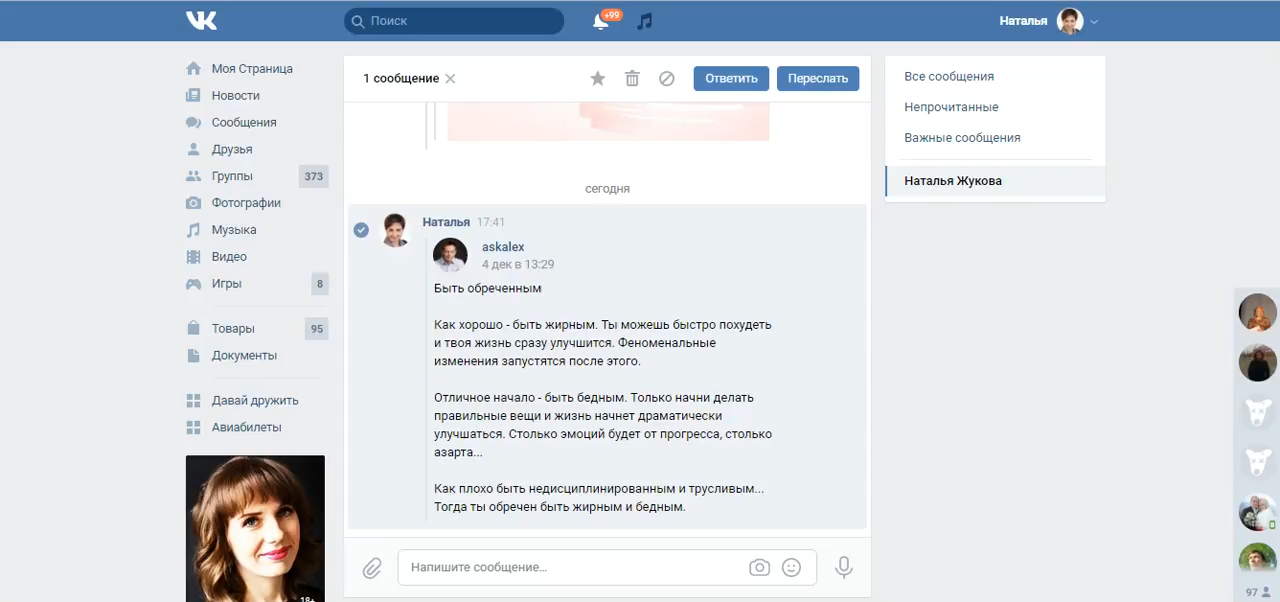 Поиск
+99
Наталья
Моя Страница
Новости
Сообщения
Друзья
Группы 373
Фотографии
Музыка
Видео
Игры 8
Товары 95
Документы
Давай дружить
Авиабилеты
18+
1 сообщение
Ответить
Переслать
сегодня
Наталья 17:41
askalex
4 дек в 13:29
Быть обреченным
Как хорошо - быть жирным. Ты можешь быстро похудеть
и твоя жизнь сразу улучшится. Феноменальные
изменения запустятся после этого.
Отличное начало - быть бедным. Только начни делать
правильные вещи и жизнь начнет драматически
улучшаться. Столько эмоций будет от прогресса, столько
азарта...
Как плохо быть недисциплинированным и трусливым...
Тогда ты обречен быть жирным и бедным.
Напишите сообщение...
Все сообщения
Непрочитанные
Важные сообщения
Наталья Жукова
97